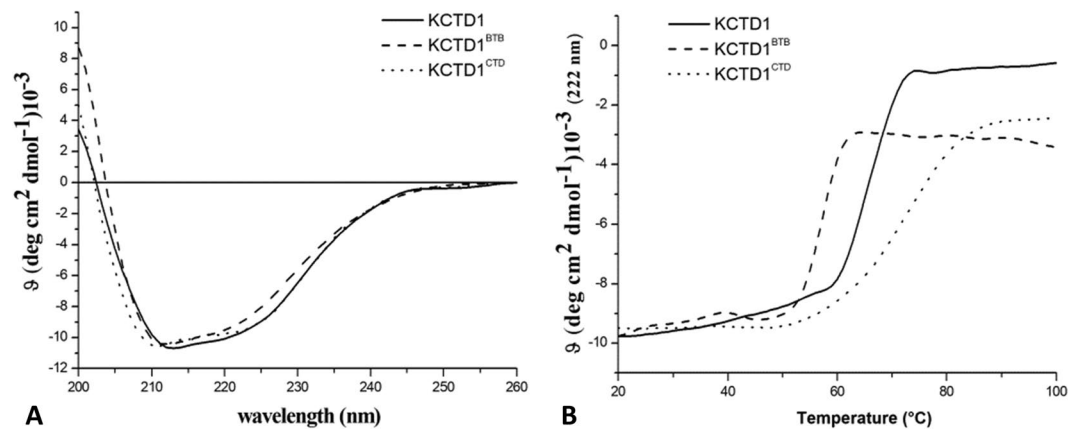 KCTD1
KCTD1BTB
KCTD1CTD
10
8
6
4
2
0
-2
-4
-6
-8
-10
-12
ϑ (deg cm2 dmol-1)10-3
200 210 220 230 240 250 260
wavelength (nm)
A
KCTD1
KCTD1BTB
KCTD1CTD
0
-2
-4
-6
-8
-10
ϑ (deg cm2 dmol-1)10-3 (222 nm)
20 40 60 80 100
Temperature (°C)
B